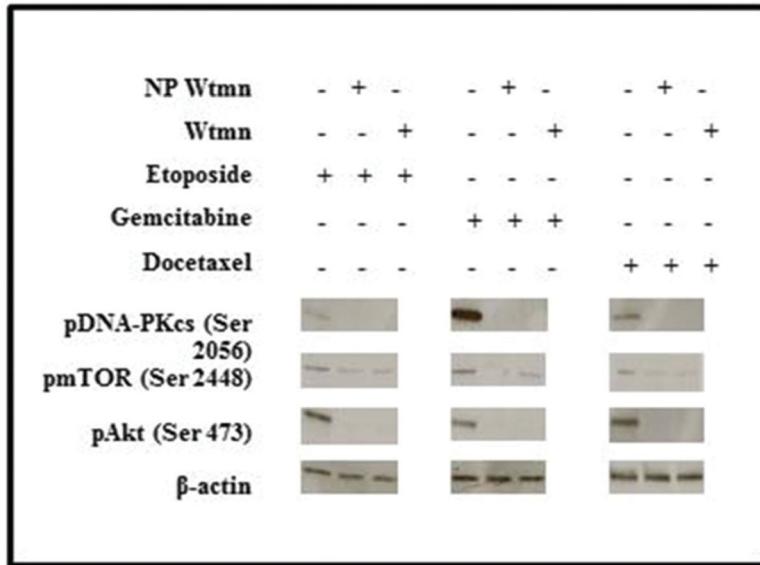 NP Wtmn - + - - + - - + -
Wtmn - - + - - + - - +
Etoposide + + + - - - - - -
Gemcitabine - - - + + + - - -
Docetaxel - - - - - - + + +
pDNA-PKcs (Ser
2056)
pmTOR (Ser 2448)
pAkt (Ser 473)
β-actin